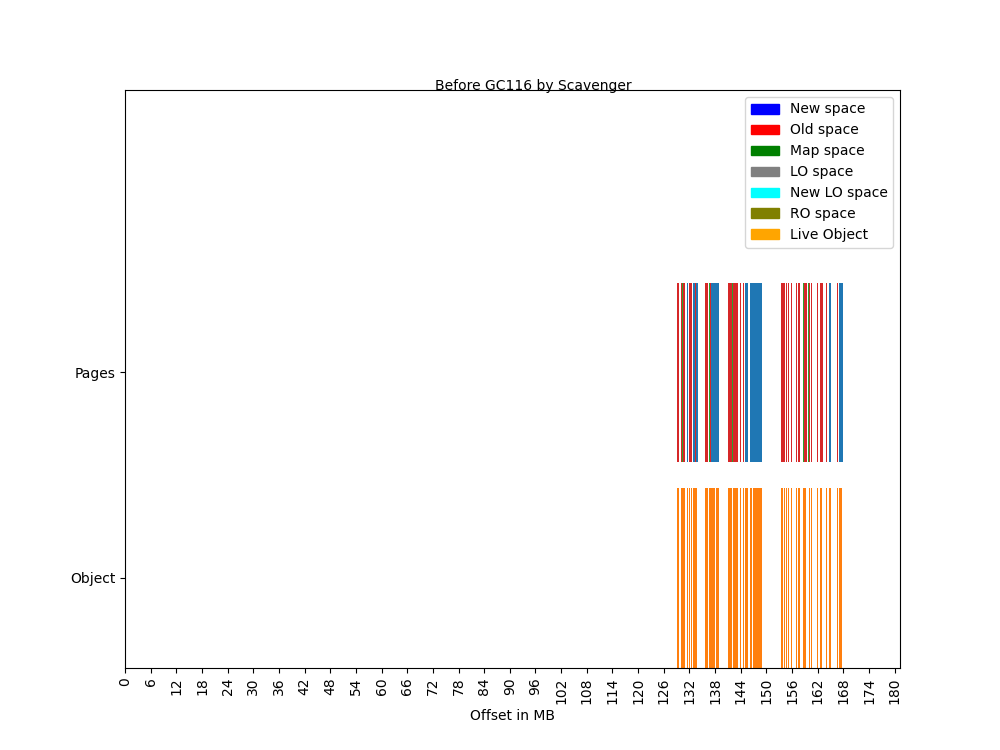 Before GC116 by Scavenger
New space
Old space
Map space
LO space
New LO space
RO space
Live Object
Pages
Object
0 6 12 18 24 30 36 42 48 54 60 66 72 78 84 90 96 102 108 114 120 126 132 138 144 150 156 162 168 174 180
Offset in MB